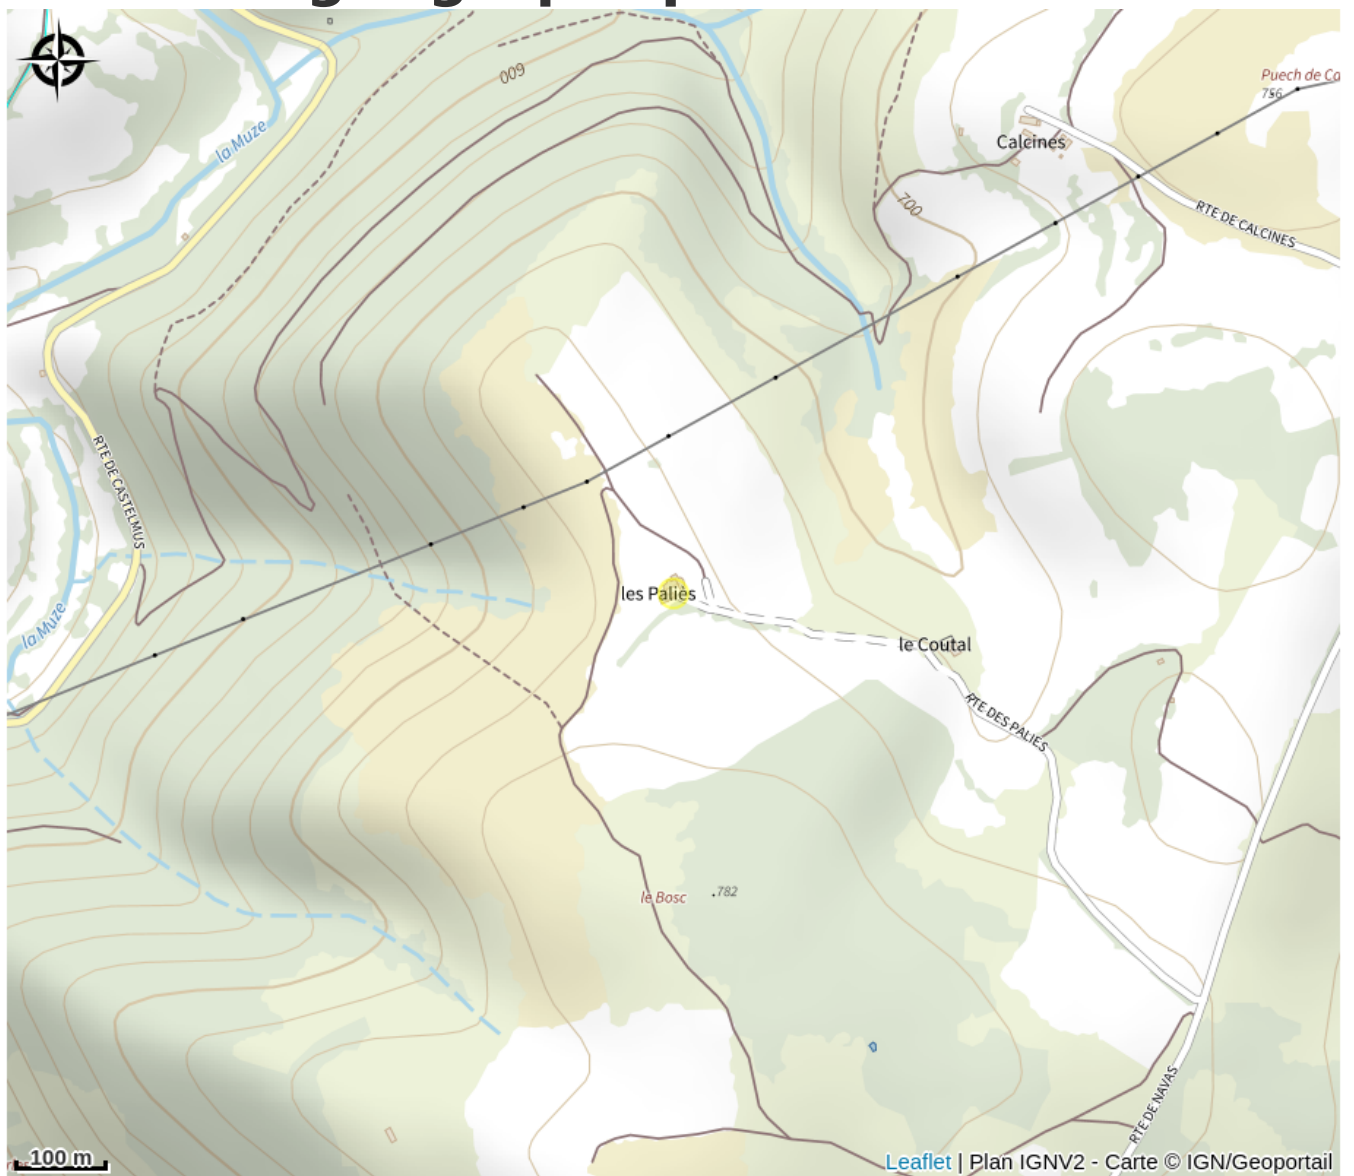 600
Puech de Ca
756
la Muze
Calcines
700
RTE DE CALCINES
RTE DE CASTELMUS
les Paliès
la Muze
le Coutal
RTE DES PALIES
782
le Bosc
RTE DE NAVAS
100 m
Leaflet | Plan IGNV2 - Carte © IGN/Geoportail